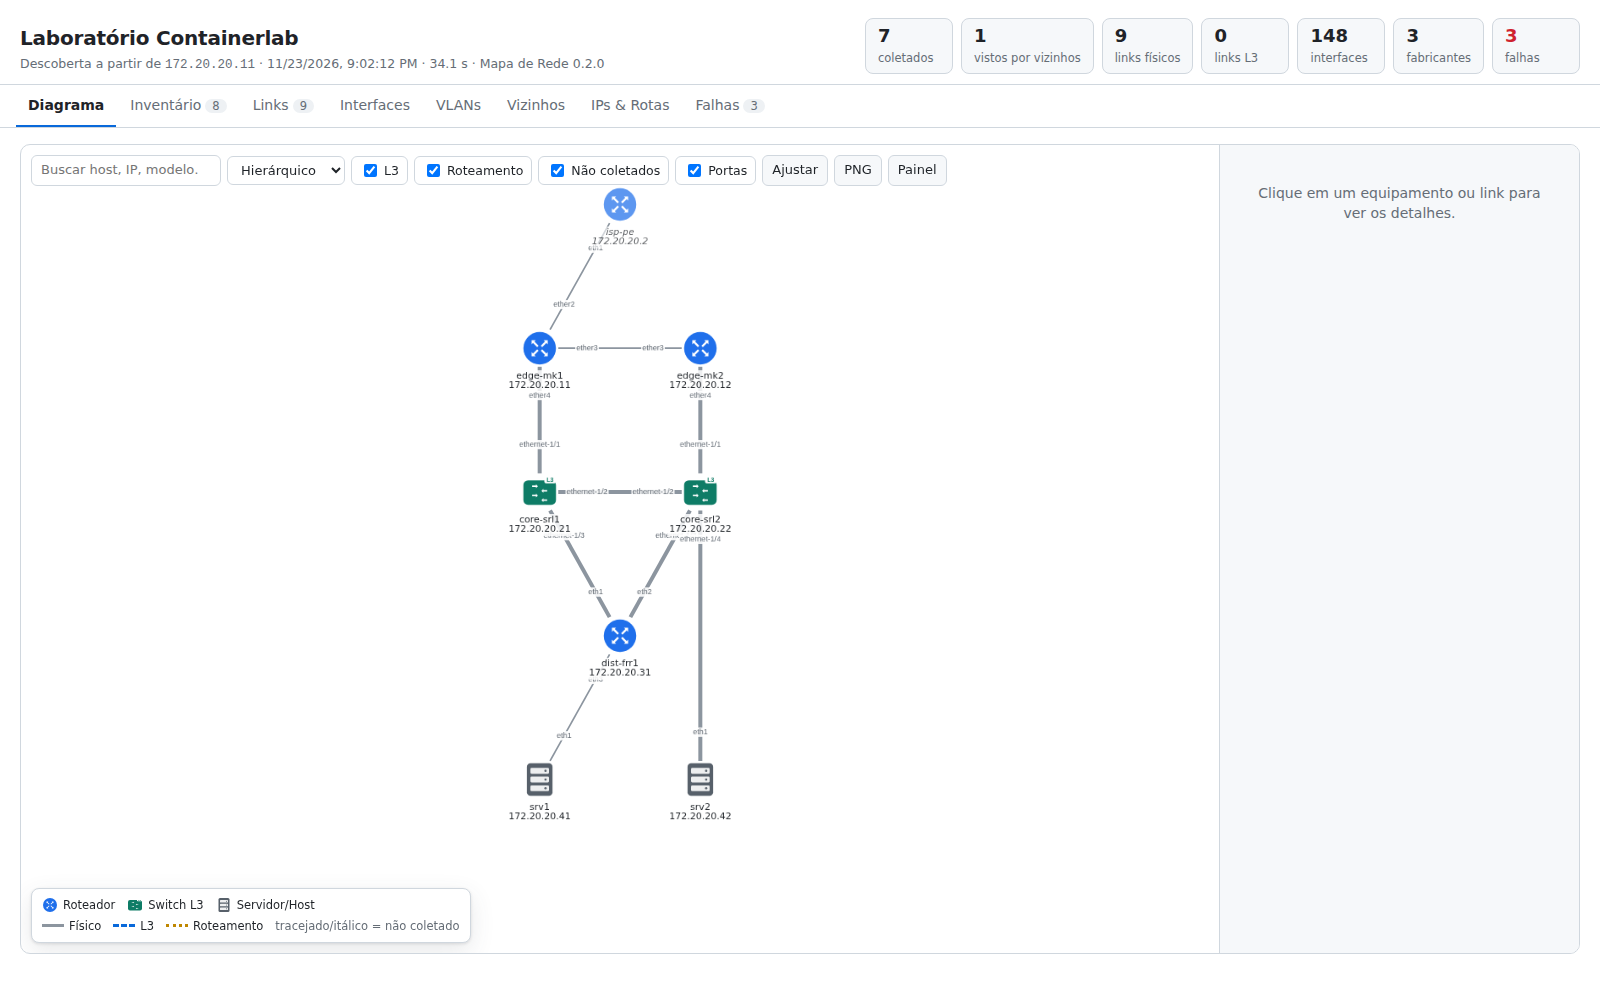 Laboratório Containerlab
Descoberta a partir de 172.20.20.11 · 11/23/2026, 9:02:12 PM · 34.1 s · Mapa de Rede 0.2.0
7
coletados
1
vistos por vizinhos
9
links físicos
0
links L3
148
interfaces
3
fabricantes
3
falhas
Diagrama
Inventário 8
Links 9
Interfaces
VLANs
Vizinhos
IPs & Rotas
Falhas 3
Buscar host, IP, modelo.
Hierárquico
L3
Roteamento
Não coletados
Portas
Ajustar
PNG
Painel
Clique em um equipamento ou link para
ver os detalhes.
isp-pe
172.20.20.2
ether2
ether3
ether3
edge-mk1
172.20.20.11
edge-mk2
172.20.20.12
ether4
ether4
ethernet-1/1
ethernet-1/1
L3
L3
ethernet-1/2
ethernet-1/2
core-srl1
172.20.20.21
core-srl2
172.20.20.22
ethernet-1/4
eth1
eth2
dist-frr1
172.20.20.31
eth1
eth1
srv1
172.20.20.41
srv2
172.20.20.42
Roteador
Switch L3
Servidor/Host
Físico
L3
Roteamento
tracejado/itálico = não coletado